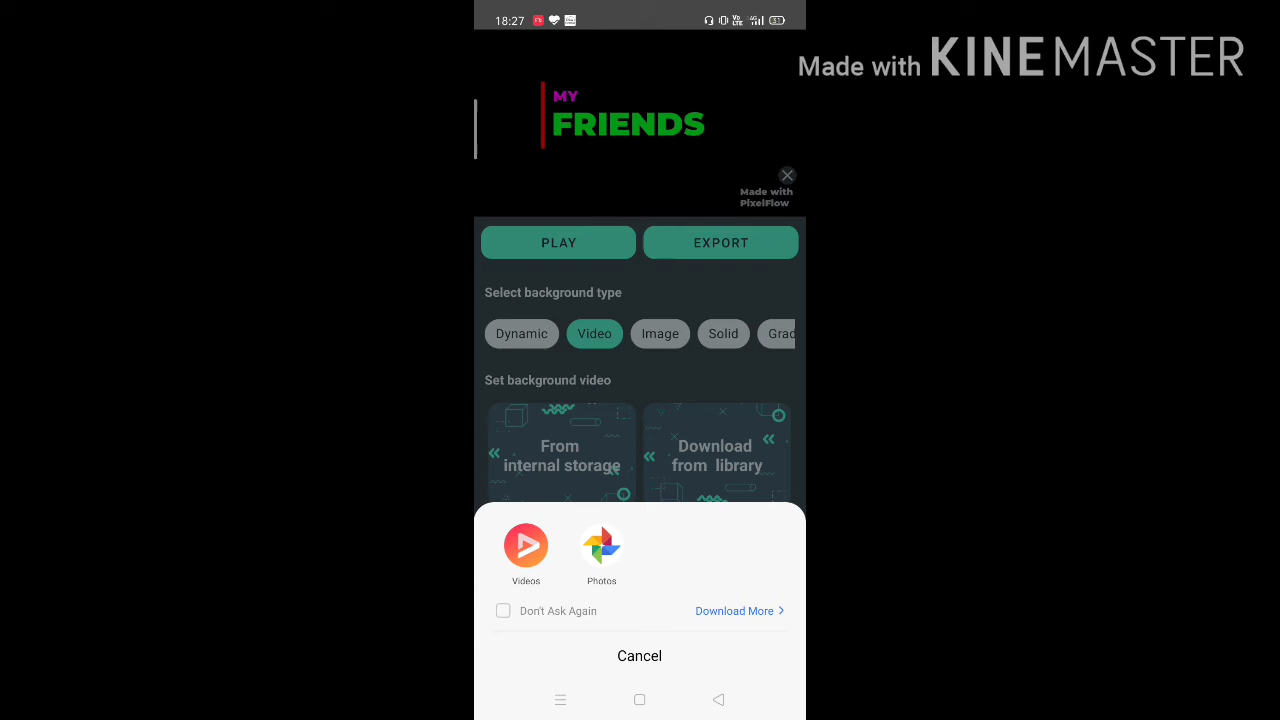 18:27
Made with KINEMASTER
MY
FRIENDS
Made with
PixelFlow
PLAY
EXPORT
Select background type
Dynamic
Video
Image
Solid
Grad
Set background video
From
internal storage
Download
from library
Videos
Photos
Don't Ask Again
Download More
Cancel